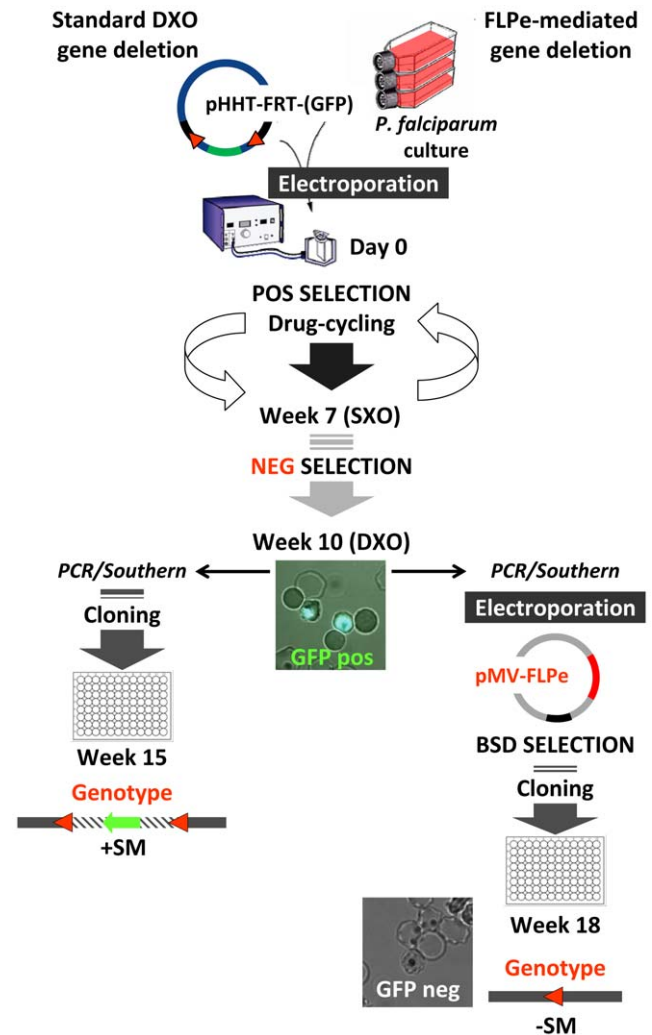 Standard DXO
gene deletion
FLPe-mediated
gene deletion
pHHT-FRT-(GFP)
P. falciparum
culture
Electroporation
Day 0
POS SELECTION
Drug-cycling
Week 7 (SXO)
NEG SELECTION
Week 10 (DXO)
PCR/Southern
Cloning
Week 15
Genotype
+SM
GFP pos
PCR/Southern
Electroporation
pMV-FLPe
BSD SELECTION
Cloning
Week 18
GFP neg
Genotype
-SM